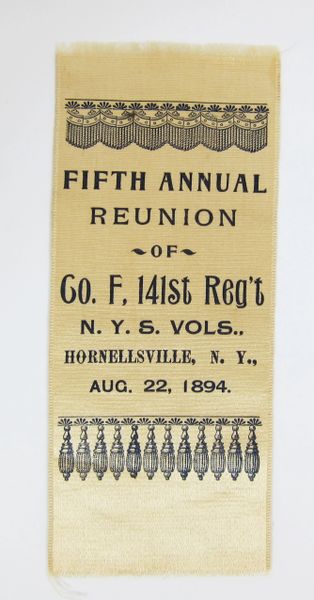 FIFTH ANNUAL
REUNION
~OF~
Co. F, 141st Reg't
N. Y. S. VOLS.,
HORNELLSVILLE, N. Y.,
AUG. 22, 1894.